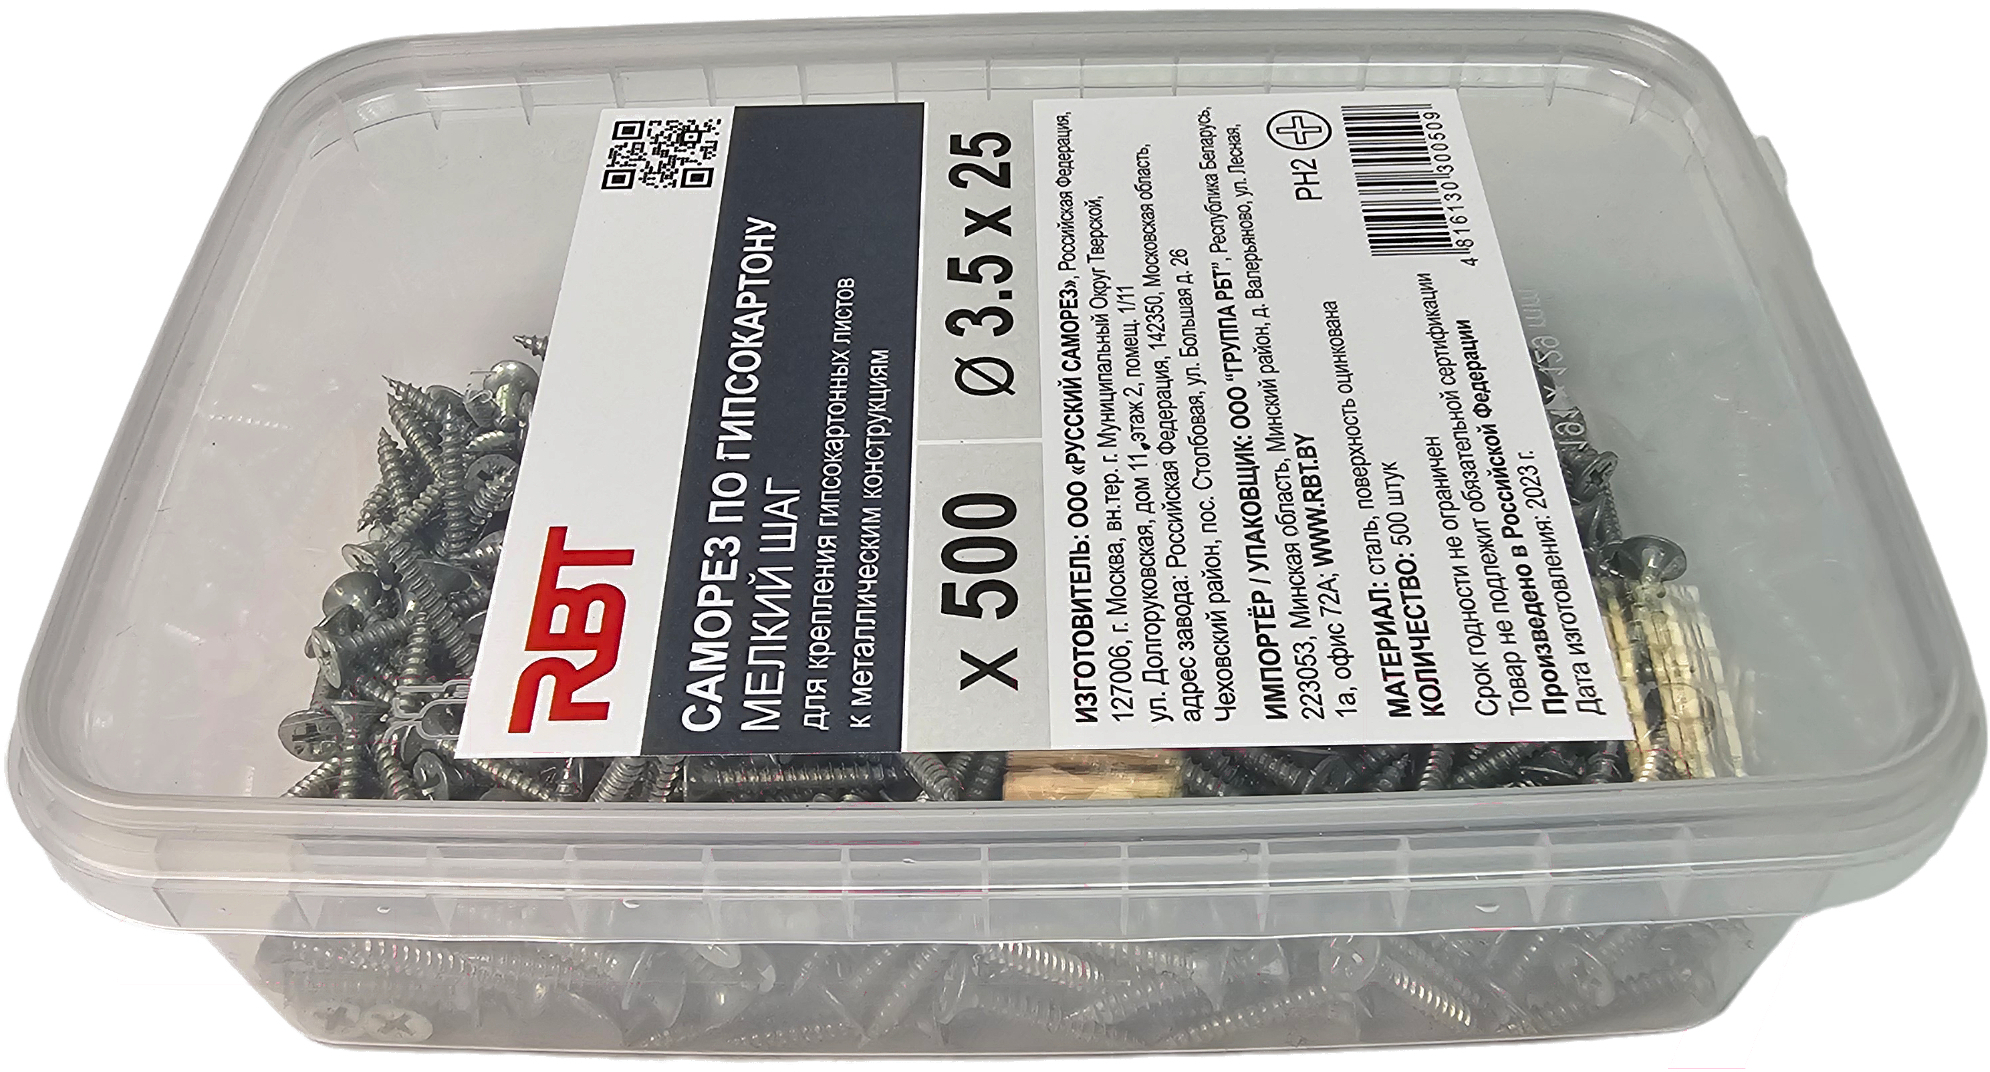 RBT
САМОРЕЗ ПО ГИПСОКАРТОНУ
МЕЛКИЙ ШАГ
для крепления гипсокартонных листов
к металлическим конструкциям
X 500 Ø 3.5 x 25
ИЗГОТОВИТЕЛЬ: ООО «РУССКИЙ САМОРЕЗ», Российская Федерация,
127006, г. Москва, вн.тер. г. Муниципальный Округ Тверской,
ул. Долгоруковская, дом 11, этаж 2, помещ. 1/11
адрес завода: Российская Федерация, 142350, Московская область,
Чеховский район, пос. Столбовая, ул. Большая д. 26
ИМПОРТЁР / УПАКОВЩИК: ООО “ГРУППА РБТ”, Республика Беларусь,
223053, Минская область, Минский район, д. Валерьяново, ул. Лесная,
1а, офис 72А; WWW.RBT.BY
МАТЕРИАЛ: сталь, поверхность оцинкована
КОЛИЧЕСТВО: 500 штук
Срок годности не ограничен
Товар не подлежит обязательной сертификации
Произведено в Российской Федерации
Дата изготовления: 2023 г.
PH2
4 816130 300509